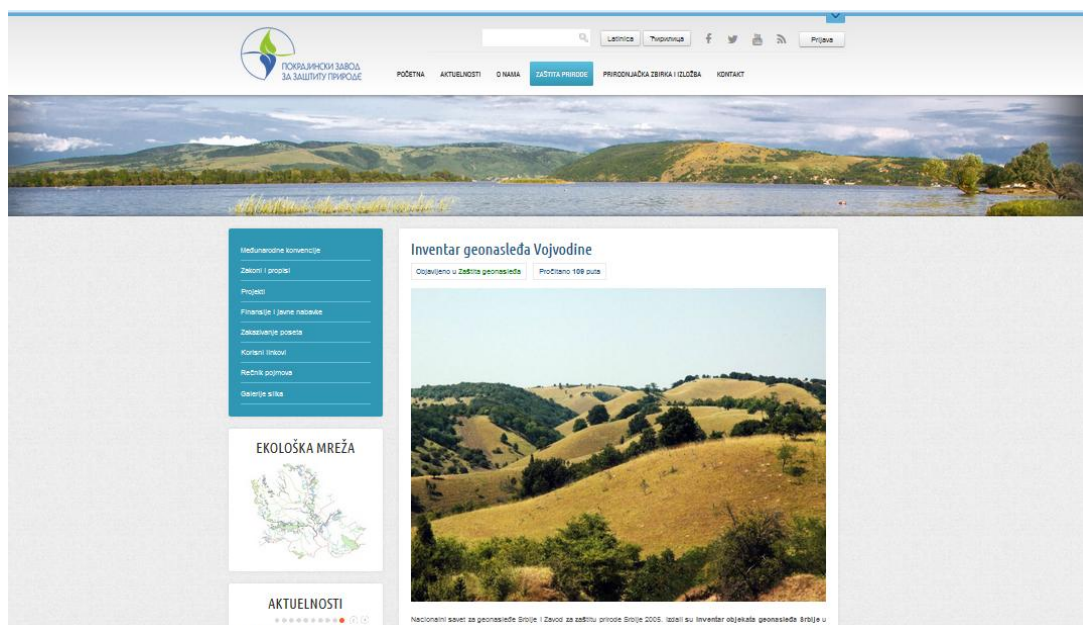 Latinica Ћирилица Prijava
ПОКРАЈИНСКИ ЗАВОД
ЗА ЗАШТИТУ ПРИРОДЕ
POČETNA AKTUELNOSTI O NAMA ZAŠTITA PRIRODE PRIRODNJAČKA ZBIRKA I IZLOŽBA KONTAKT
Međunarodne konvencije
Zakoni i propisi
Projekti
Finansije i javne nabavke
Zakazivanje poseta
Korisni linkovi
Rečnik pojmova
Galerije slika
EKOLOŠKA MREŽA
AKTUELNOSTI
Inventar geonasleđa Vojvodine
Objavljeno u Zaštita geonasleđa Pročitano 109 puta
Nacionalni savet za geonasleđe Srbije i Zavod za zaštitu prirode Srbije 2005. izdali su Inventar objekata geonasleđa Srbije u